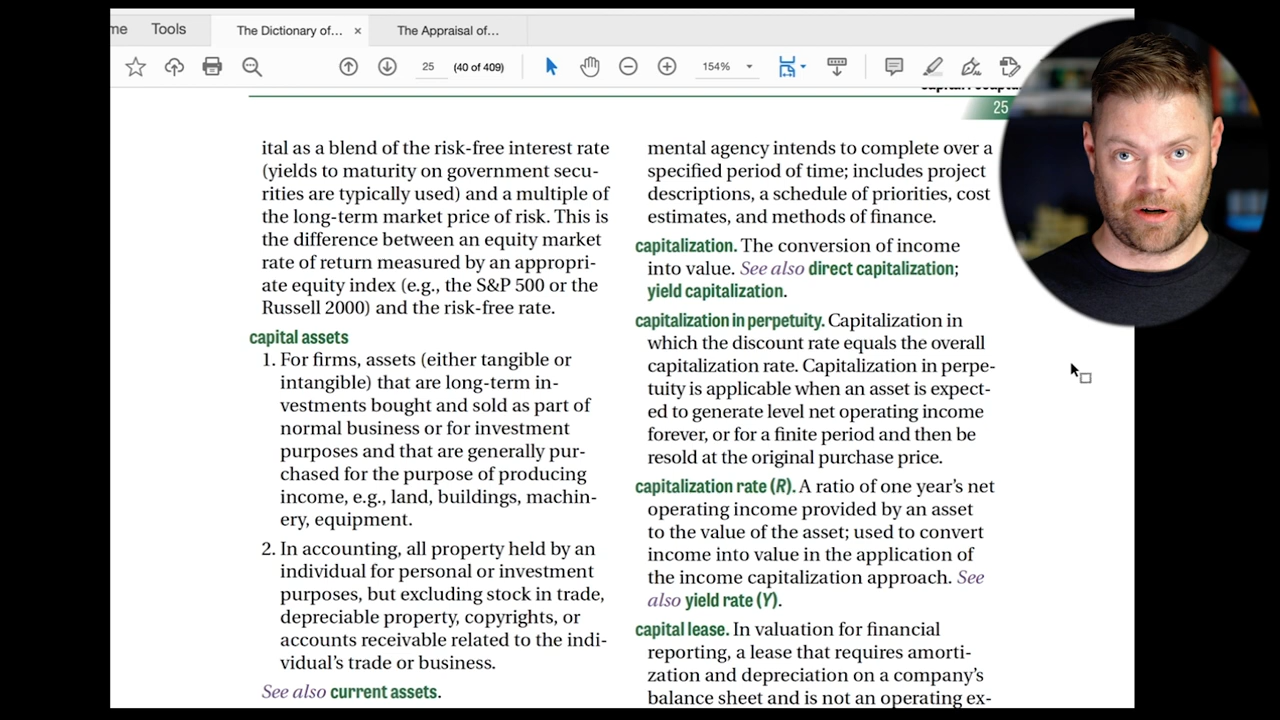 me
Tools
The Dictionary of... ×
The Appraisal of...
25 (40 of 409)
154%
25
ital as a blend of the risk-free interest rate
(yields to maturity on government secu-
rities are typically used) and a multiple of
the long-term market price of risk. This is
the difference between an equity market
rate of return measured by an appropri-
ate equity index (e.g., the S&P 500 or the
Russell 2000) and the risk-free rate.
capital assets
1. For firms, assets (either tangible or
intangible) that are long-term in-
vestments bought and sold as part of
normal business or for investment
purposes and that are generally pur-
chased for the purpose of producing
income, e.g., land, buildings, machin-
ery, equipment.
2. In accounting, all property held by an
individual for personal or investment
purposes, but excluding stock in trade,
depreciable property, copyrights, or
accounts receivable related to the indi-
vidual's trade or business.
See also current assets.
mental agency intends to complete over a
specified period of time; includes project
descriptions, a schedule of priorities, cost
estimates, and methods of finance.
capitalization. The conversion of income
into value. See also direct capitalization;
yield capitalization.
capitalization in perpetuity. Capitalization in
which the discount rate equals the overall
capitalization rate. Capitalization in perpe-
tuity is applicable when an asset is expect-
ed to generate level net operating income
forever, or for a finite period and then be
resold at the original purchase price.
capitalization rate (R). A ratio of one year's net
operating income provided by an asset
to the value of the asset; used to convert
income into value in the application of
the income capitalization approach. See
also yield rate (Y).
capital lease. In valuation for financial
reporting, a lease that requires amorti-
zation and depreciation on a company's
balance sheet and is not an operating ex-